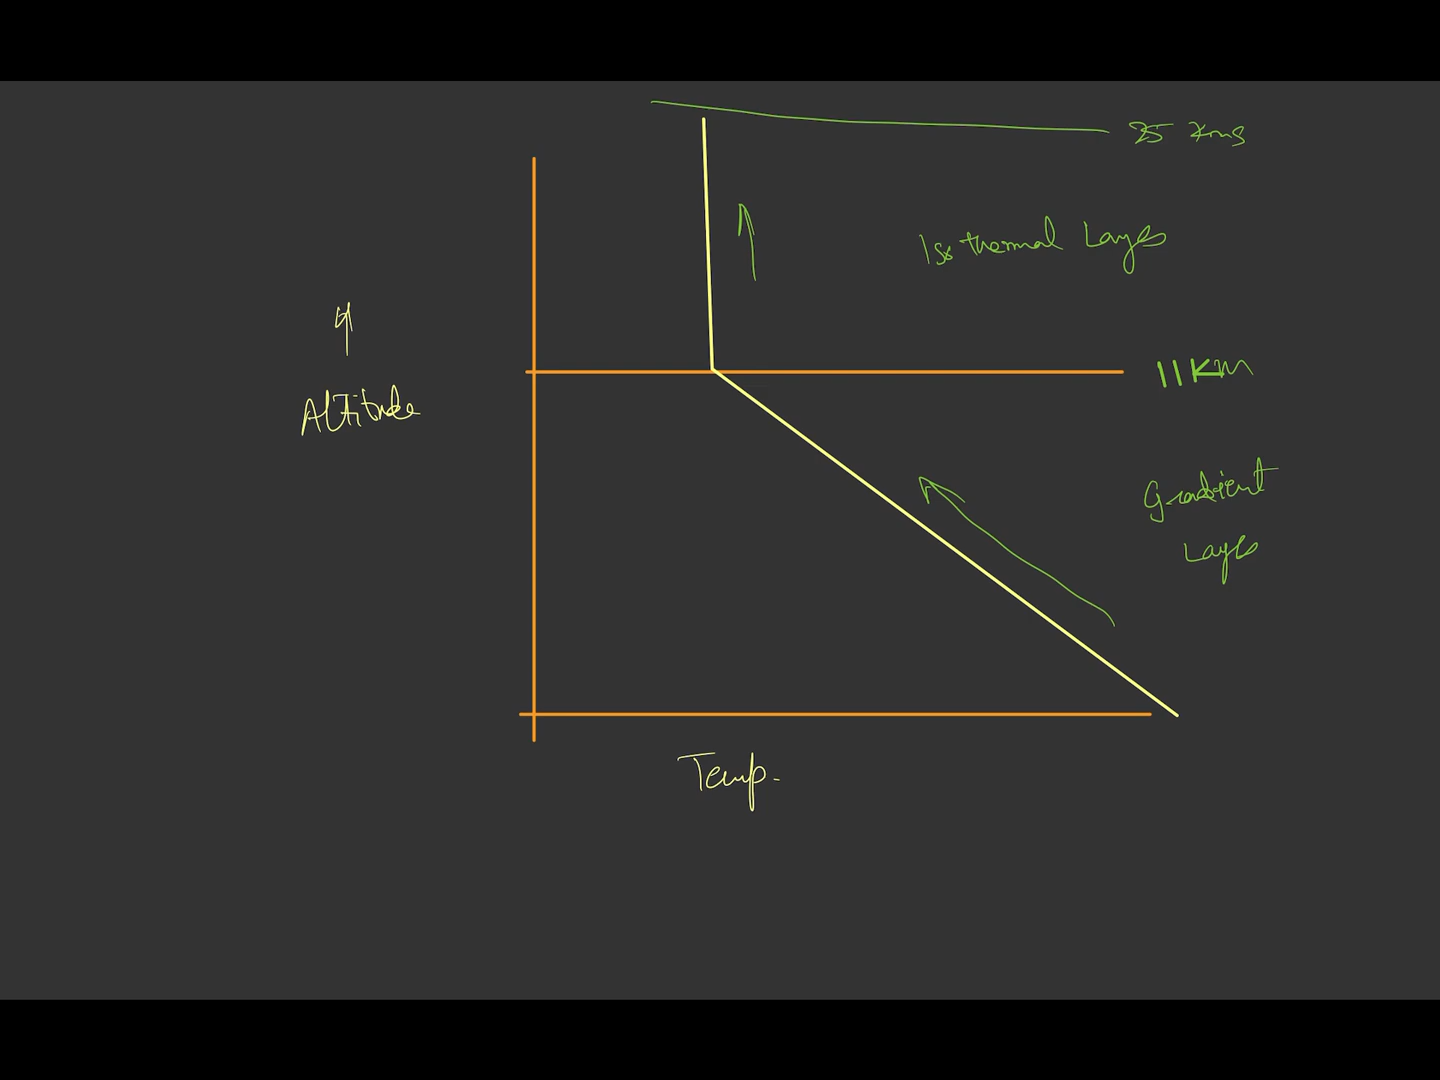 25 Kms
Isothermal Layer
11KM
Altitude
Gradient
Layer
Temp.